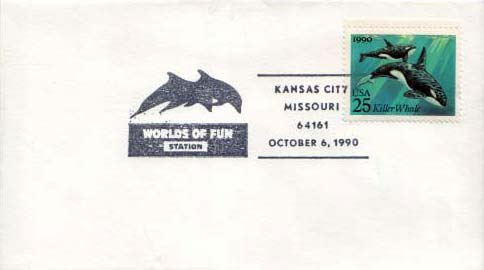 1990
USA
25 Killer Whale
WORLDS OF FUN
STATION
KANSAS CITY
MISSOURI
64161
OCTOBER 6, 1990